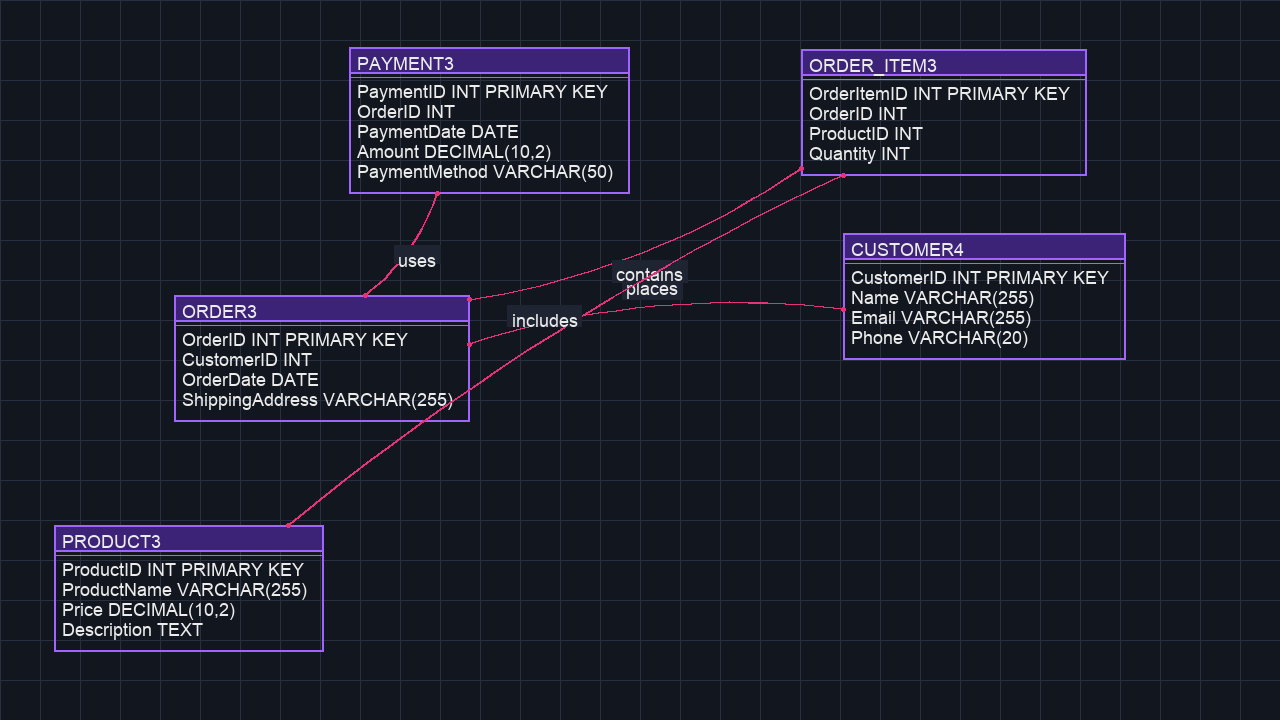 PAYMENT3
PaymentID INT PRIMARY KEY
OrderID INT
PaymentDate DATE
Amount DECIMAL(10,2)
PaymentMethod VARCHAR(50)
ORDER_ITEM3
OrderItemID INT PRIMARY KEY
OrderID INT
ProductID INT
Quantity INT
CUSTOMER4
CustomerID INT PRIMARY KEY
Name VARCHAR(255)
Email VARCHAR(255)
Phone VARCHAR(20)
uses
contains
places
includes
ORDER3
OrderID INT PRIMARY KEY
CustomerID INT
OrderDate DATE
ShippingAddress VARCHAR(255)
PRODUCT3
ProductID INT PRIMARY KEY
ProductName VARCHAR(255)
Price DECIMAL(10,2)
Description TEXT